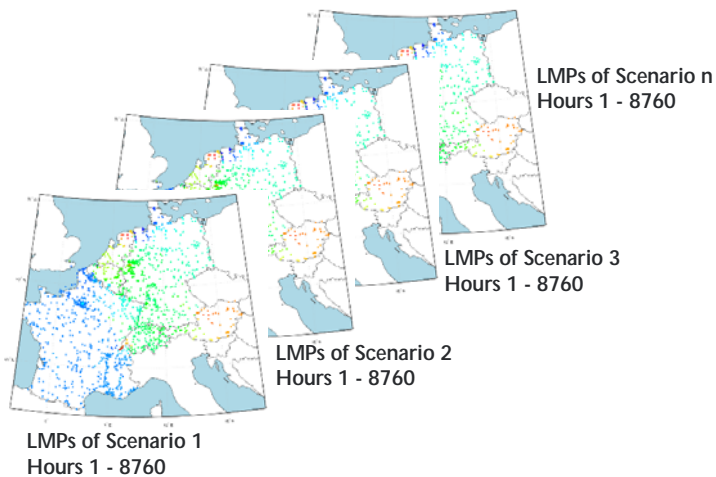 LMPs of Scenario n
Hours 1 - 8760
LMPs of Scenario 3
Hours 1 - 8760
LMPs of Scenario 2
Hours 1 - 8760
LMPs of Scenario 1
Hours 1 - 8760